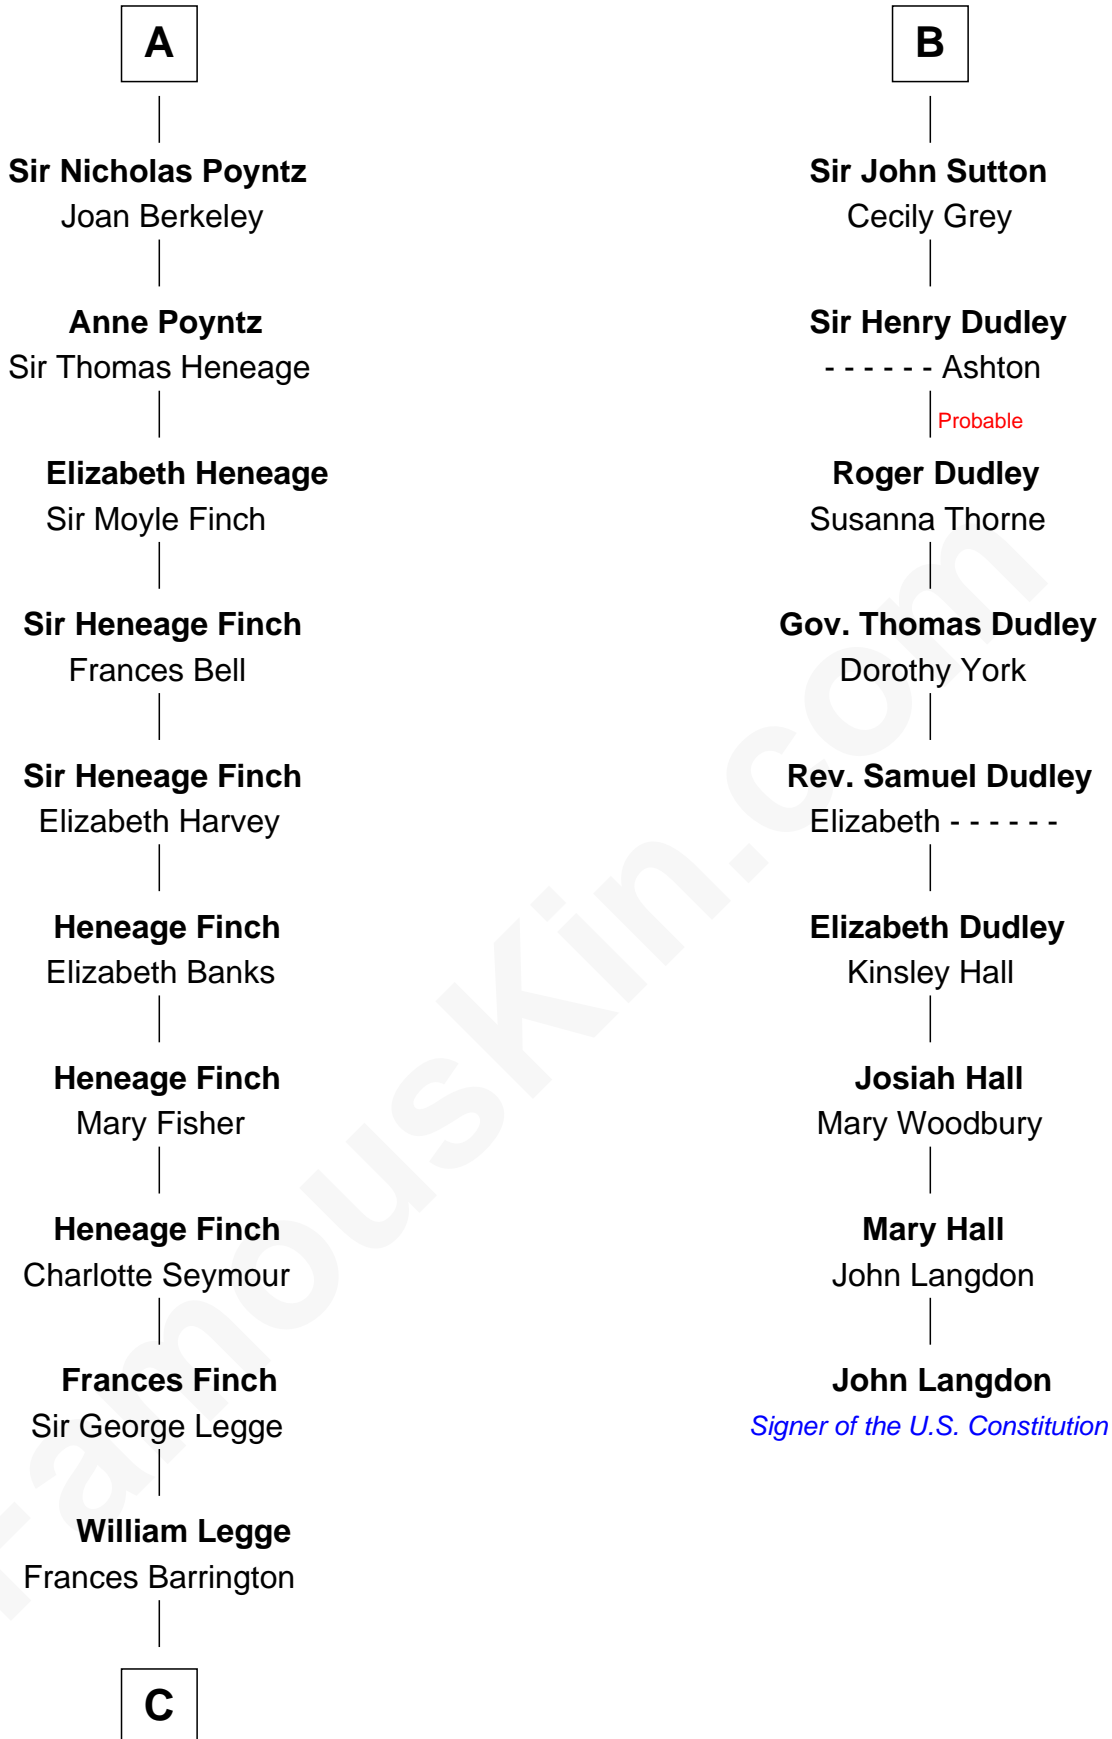 A
Sir Nicholas Poyntz
Joan Berkeley
Anne Poyntz
Sir Thomas Heneage
Elizabeth Heneage
Sir Moyle Finch
Sir Heneage Finch
Frances Bell
Sir Heneage Finch
Elizabeth Harvey
Heneage Finch
Elizabeth Banks
Heneage Finch
Mary Fisher
Heneage Finch
Charlotte Seymour
Frances Finch
Sir George Legge
William Legge
Frances Barrington
C
B
Sir John Sutton
Cecily Grey
Sir Henry Dudley
- - - - - - Ashton
Probable
Roger Dudley
Susanna Thorne
Gov. Thomas Dudley
Dorothy York
Rev. Samuel Dudley
Elizabeth - - - - - -
Elizabeth Dudley
Kinsley Hall
Josiah Hall
Mary Woodbury
Mary Hall
John Langdon
John Langdon
Signer of the U.S. Constitution
FamousKin.com